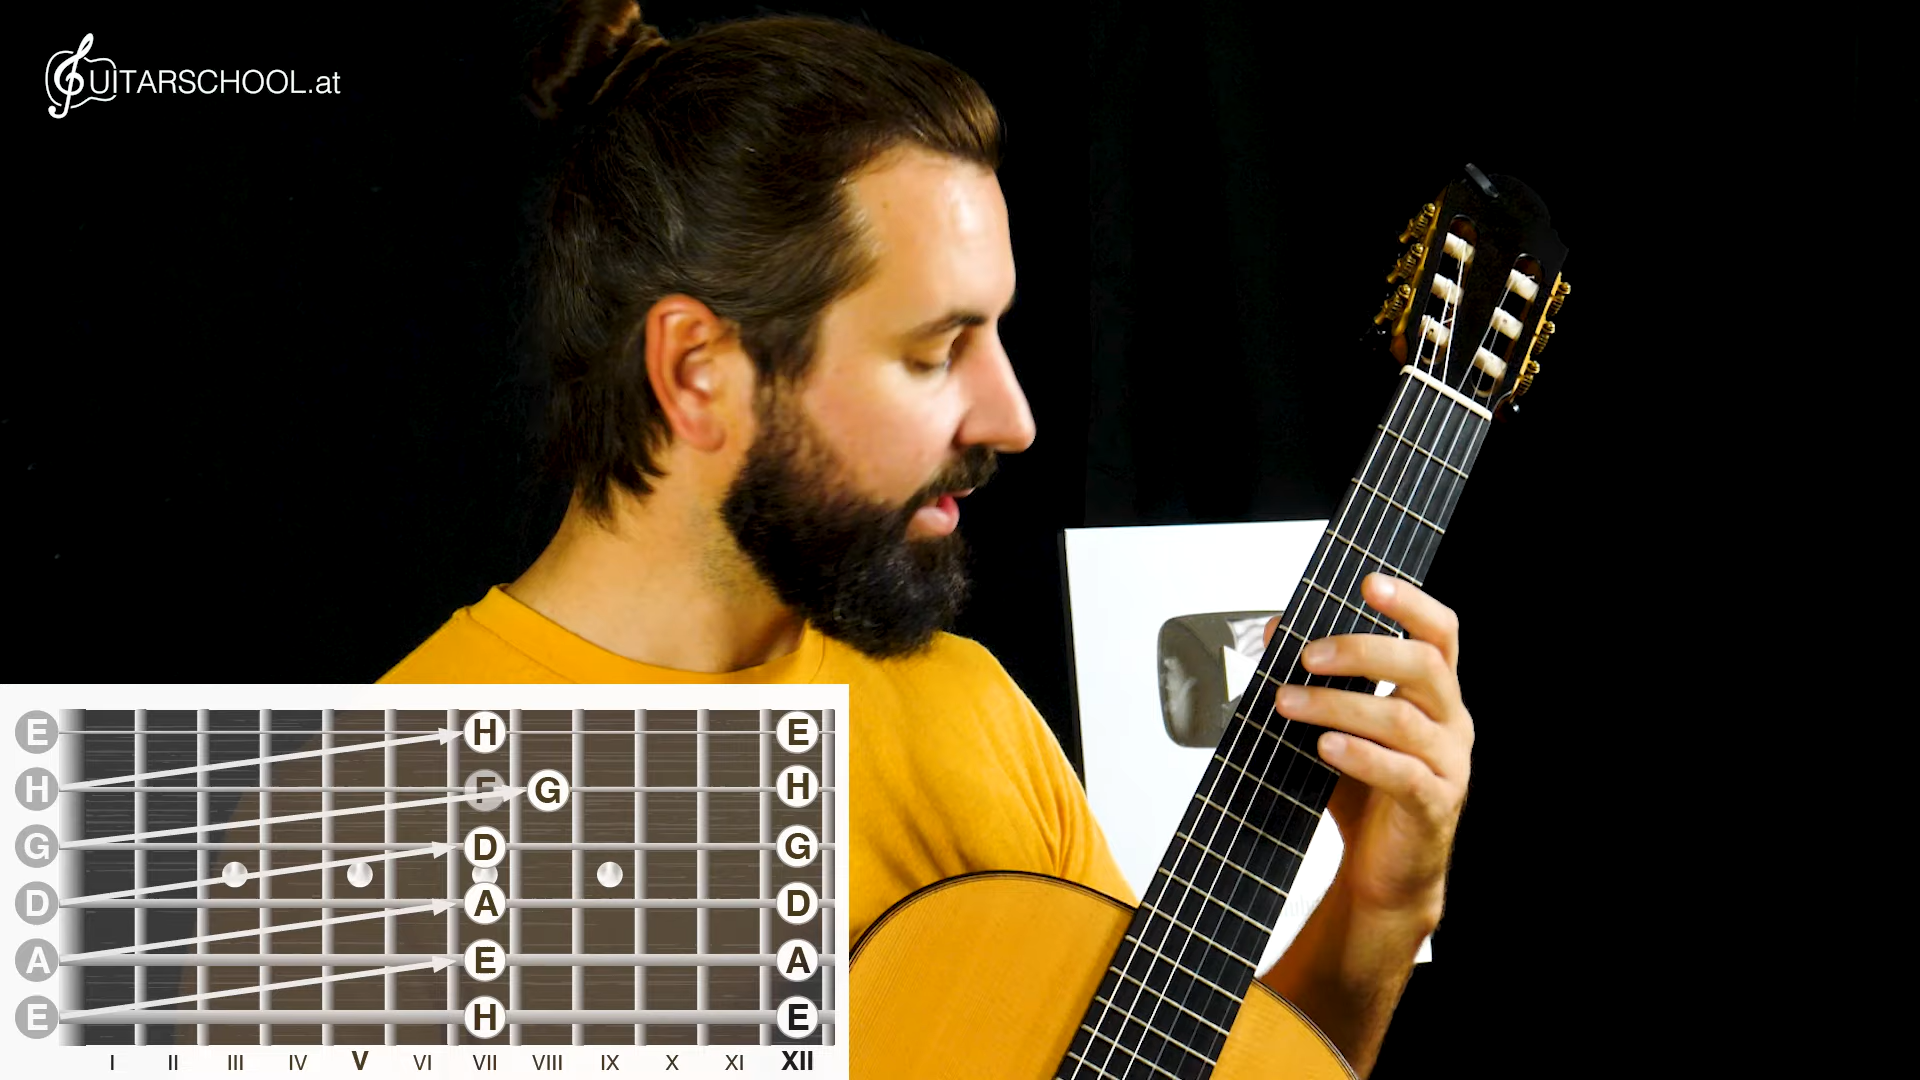 GUITARSCHOOL.at
E H E
H F G H
G D G
D A D
A E A
E H E
I II III IV V VI VII VIII IX X XI XII